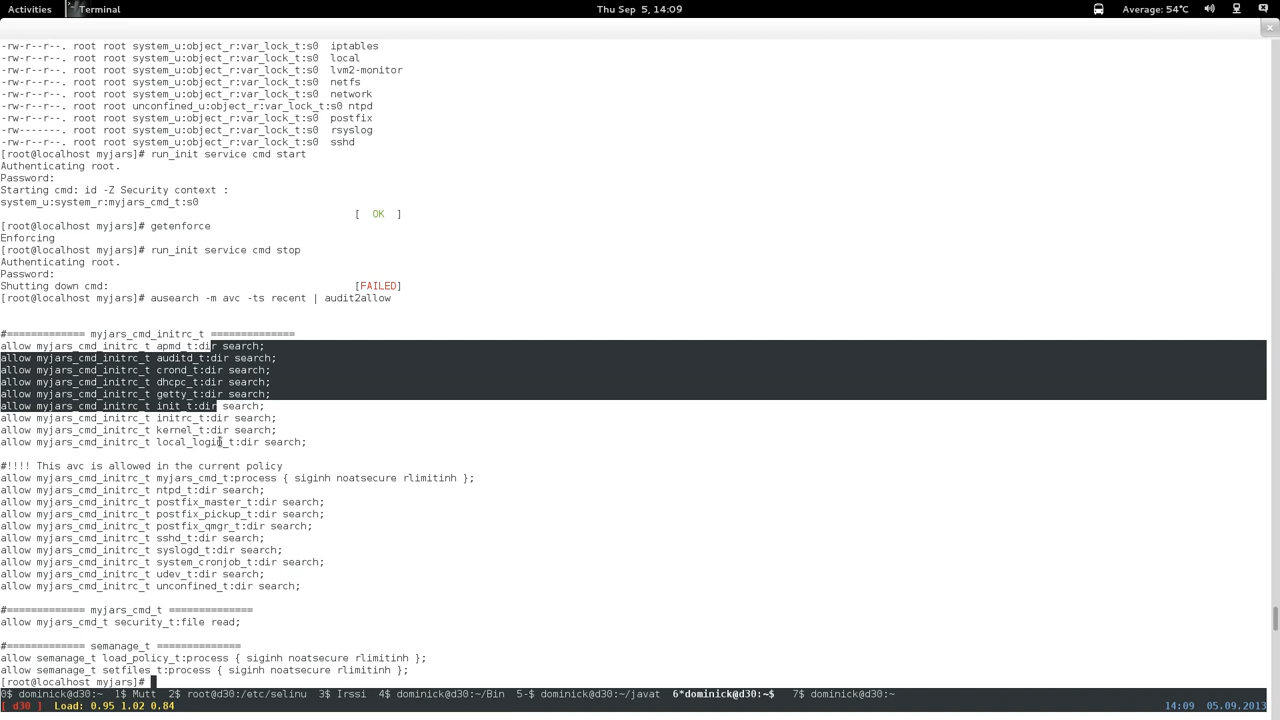 Activities Terminal Thu Sep 5, 14:09 Average: 54°C
-rw-r--r--. root root system_u:object_r:var_lock_t:s0 iptables
-rw-r--r--. root root system_u:object_r:var_lock_t:s0 local
-rw-r--r--. root root system_u:object_r:var_lock_t:s0 lvm2-monitor
-rw-r--r--. root root system_u:object_r:var_lock_t:s0 netfs
-rw-r--r--. root root system_u:object_r:var_lock_t:s0 network
-rw-r--r--. root root unconfined_u:object_r:var_lock_t:s0 ntpd
-rw-r--r--. root root system_u:object_r:var_lock_t:s0 postfix
-rw-------. root root system_u:object_r:var_lock_t:s0 rsyslog
-rw-r--r--. root root system_u:object_r:var_lock_t:s0 sshd
[root@localhost myjars]# run_init service cmd start
Authenticating root.
Password:
Starting cmd: id -Z Security context :
system_u:system_r:myjars_cmd_t:s0
[ OK ]
[root@localhost myjars]# getenforce
Enforcing
[root@localhost myjars]# run_init service cmd stop
Authenticating root.
Password:
Shutting down cmd: [FAILED]
[root@localhost myjars]# ausearch -m avc -ts recent | audit2allow
#============= myjars_cmd_initrc_t ==============
allow myjars_cmd_initrc_t apmd_t:dir search;
allow myjars_cmd_initrc_t auditd_t:dir search;
allow myjars_cmd_initrc_t crond_t:dir search;
allow myjars_cmd_initrc_t dhcpc_t:dir search;
allow myjars_cmd_initrc_t getty_t:dir search;
allow myjars_cmd_initrc_t init_t:dir search;
allow myjars_cmd_initrc_t initrc_t:dir search;
allow myjars_cmd_initrc_t kernel_t:dir search;
allow myjars_cmd_initrc_t local_login_t:dir search;
#!!!! This avc is allowed in the current policy
allow myjars_cmd_initrc_t myjars_cmd_t:process { siginh noatsecure rlimitinh };
allow myjars_cmd_initrc_t ntpd_t:dir search;
allow myjars_cmd_initrc_t postfix_master_t:dir search;
allow myjars_cmd_initrc_t postfix_pickup_t:dir search;
allow myjars_cmd_initrc_t postfix_qmgr_t:dir search;
allow myjars_cmd_initrc_t sshd_t:dir search;
allow myjars_cmd_initrc_t syslogd_t:dir search;
allow myjars_cmd_initrc_t system_cronjob_t:dir search;
allow myjars_cmd_initrc_t udev_t:dir search;
allow myjars_cmd_initrc_t unconfined_t:dir search;
#============= myjars_cmd_t ==============
allow myjars_cmd_t security_t:file read;
#============= semanage_t ==============
allow semanage_t load_policy_t:process { siginh noatsecure rlimitinh };
allow semanage_t setfiles_t:process { siginh noatsecure rlimitinh };
[root@localhost myjars]#
0$ dominick@d30:~ 1$ Mutt 2$ root@d30:/etc/selinu 3$ Irssi 4$ dominick@d30:~/Bin 5-$ dominick@d30:~/javat 6*dominick@d30:~$ 7$ dominick@d30:~
[ d30 ] Load: 0.95 1.02 0.84 14:09 05.09.2013